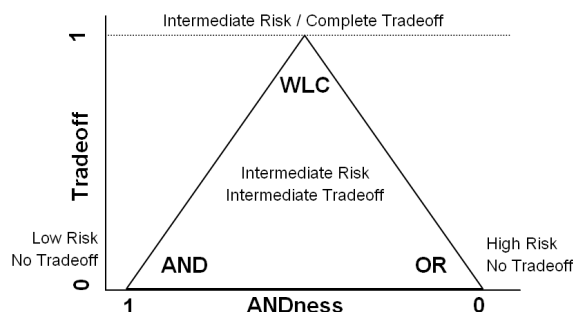 Intermediate Risk / Complete Tradeoff
1
WLC
Tradeoff
Intermediate Risk
Intermediate Tradeoff
Low Risk
No Tradeoff
AND
OR
High Risk
No Tradeoff
0
1
ANDness
0